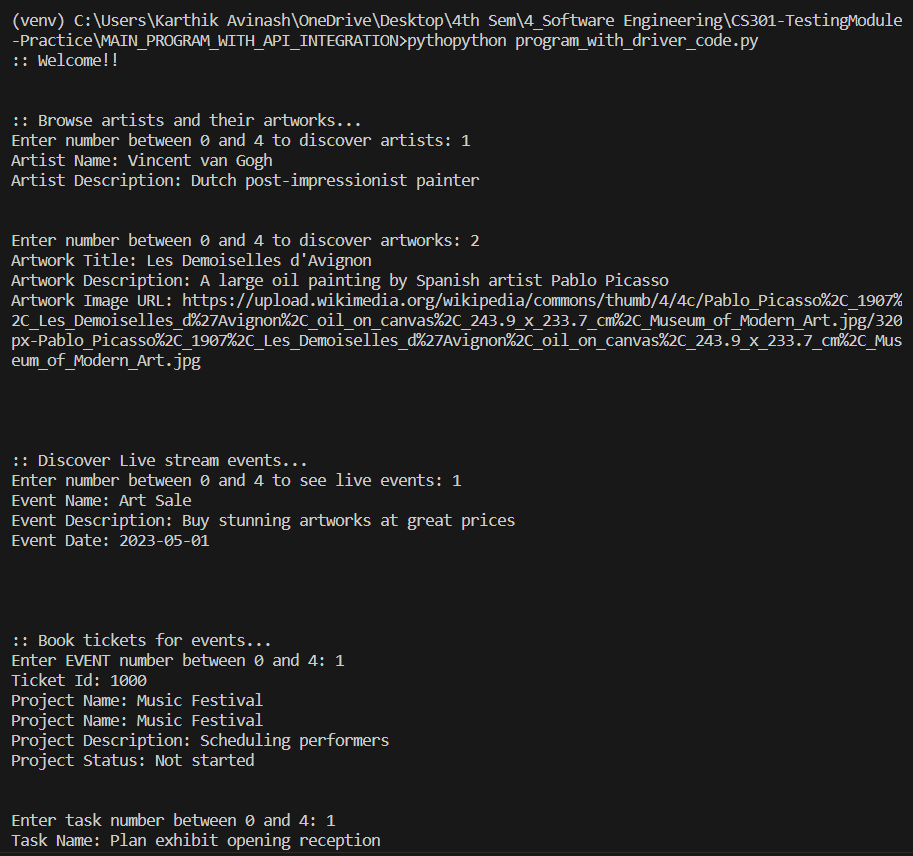 (venv) C:\Users\Karthik Avinash\OneDrive\Desktop\4th Sem\4_Software Engineering\CS301-TestingModule
-Practice\MAIN_PROGRAM_WITH_API_INTEGRATION>pythopython program_with_driver_code.py
:: Welcome!!
:: Browse artists and their artworks...
Enter number between 0 and 4 to discover artists: 1
Artist Name: Vincent van Gogh
Artist Description: Dutch post-impressionist painter
Enter number between 0 and 4 to discover artworks: 2
Artwork Title: Les Demoiselles d'Avignon
Artwork Description: A large oil painting by Spanish artist Pablo Picasso
Artwork Image URL: https://upload.wikimedia.org/wikipedia/commons/thumb/4/4c/Pablo_Picasso%2C_1907%
2C_Les_Demoiselles_d%27Avignon%2C_oil_on_canvas%2C_243.9_x_233.7_cm%2C_Museum_of_Modern_Art.jpg/320
px-Pablo_Picasso%2C_1907%2C_Les_Demoiselles_d%27Avignon%2C_oil_on_canvas%2C_243.9_x_233.7_cm%2C_Mus
eum_of_Modern_Art.jpg
:: Discover Live stream events...
Enter number between 0 and 4 to see live events: 1
Event Name: Art Sale
Event Description: Buy stunning artworks at great prices
Event Date: 2023-05-01
:: Book tickets for events...
Enter EVENT number between 0 and 4: 1
Ticket Id: 1000
Project Name: Music Festival
Project Name: Music Festival
Project Description: Scheduling performers
Project Status: Not started
Enter task number between 0 and 4: 1
Task Name: Plan exhibit opening reception